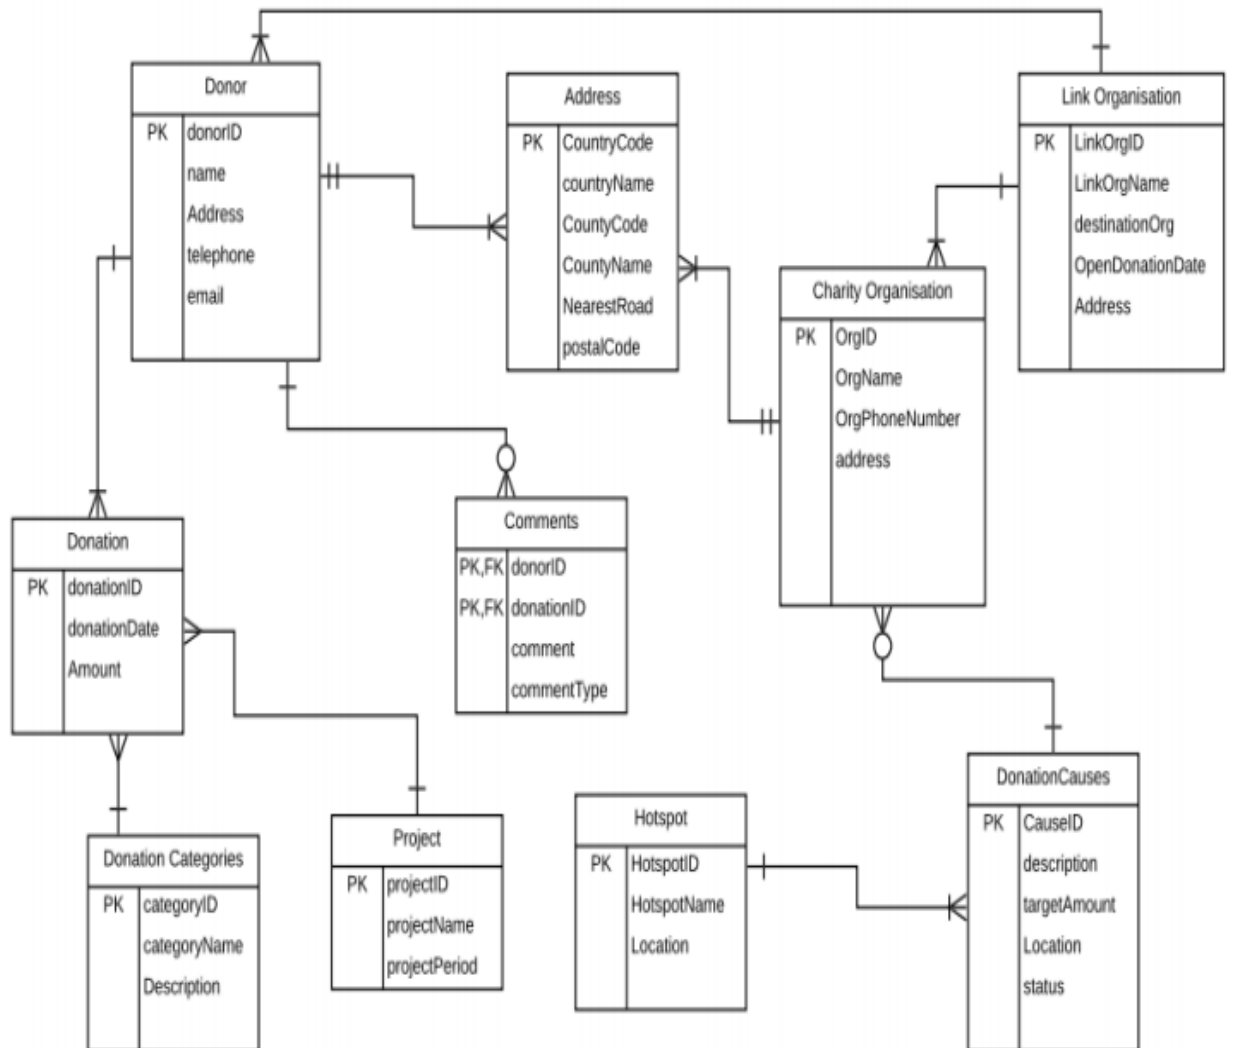 Donor
PK donorID
name
Address
telephone
email
Address
PK CountryCode
countryName
CountyCode
CountyName
NearestRoad
postalCode
Link Organisation
PK LinkOrgID
LinkOrgName
destinationOrg
OpenDonationDate
Address
Charity Organisation
PK OrgID
OrgName
OrgPhoneNumber
address
Donation
PK donationID
donationDate
Amount
Comments
PK,FK donorID
PK,FK donationID
comment
commentType
Donation Categories
PK categoryID
categoryName
Description
Project
PK projectID
projectName
projectPeriod
Hotspot
PK HotspotID
HotspotName
Location
DonationCauses
PK CauseID
description
targetAmount
Location
status